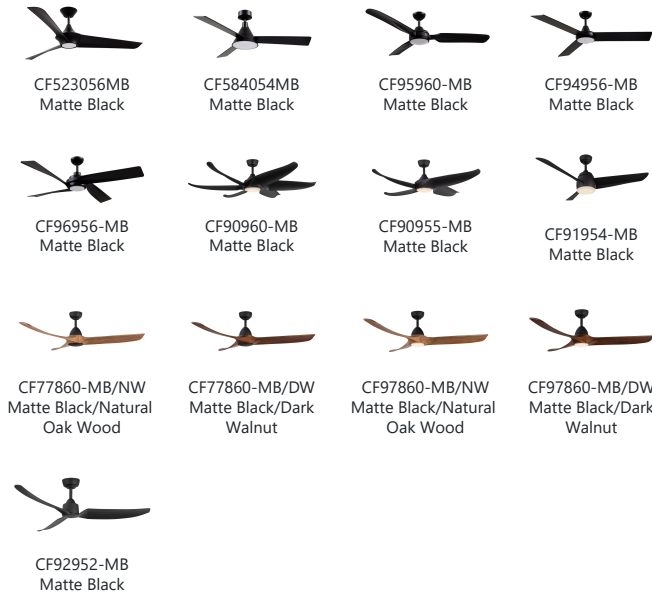 CF523056MB
Matte Black
CF584054MB
Matte Black
CF95960-MB
Matte Black
CF94956-MB
Matte Black
CF96956-MB
Matte Black
CF90960-MB
Matte Black
CF90955-MB
Matte Black
CF91954-MB
Matte Black
CF77860-MB/NW
Matte Black/Natural
Oak Wood
CF77860-MB/DW
Matte Black/Dark
Walnut
CF97860-MB/NW
Matte Black/Natural
Oak Wood
CF97860-MB/DW
Matte Black/Dark
Walnut
CF92952-MB
Matte Black